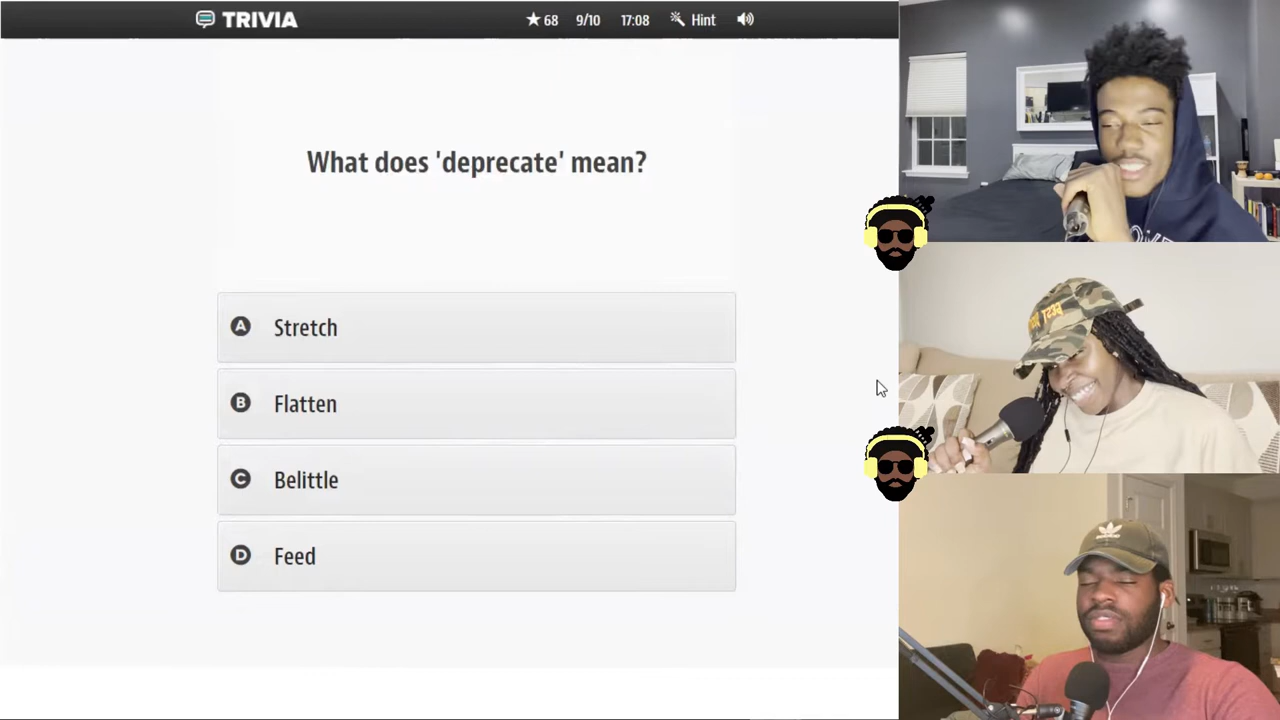 TRIVIA
68 9/10 17:08 Hint
What does 'deprecate' mean?
A Stretch
B Flatten
C Belittle
D Feed